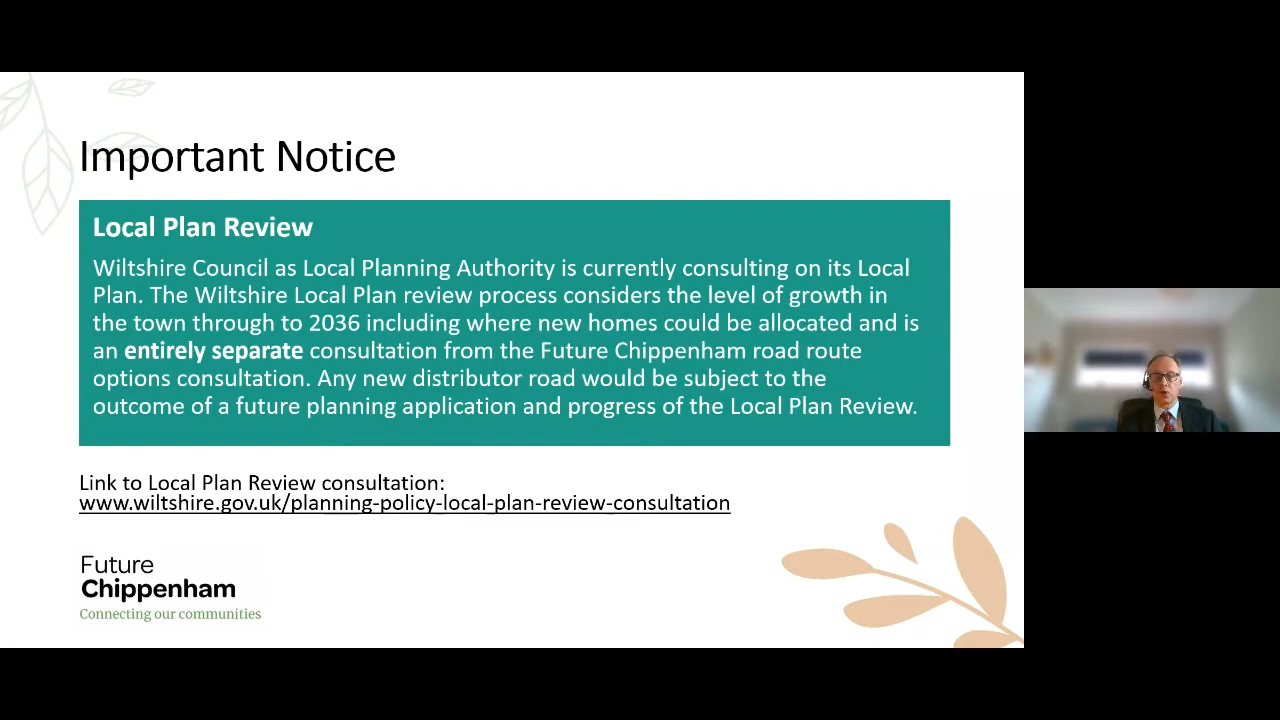 Important Notice
Local Plan Review
Wiltshire Council as Local Planning Authority is currently consulting on its Local
Plan. The Wiltshire Local Plan review process considers the level of growth in
the town through to 2036 including where new homes could be allocated and is
an entirely separate consultation from the Future Chippenham road route
options consultation. Any new distributor road would be subject to the
outcome of a future planning application and progress of the Local Plan Review.
Link to Local Plan Review consultation:
www.wiltshire.gov.uk/planning-policy-local-plan-review-consultation
Future
Chippenham
Connecting our communities